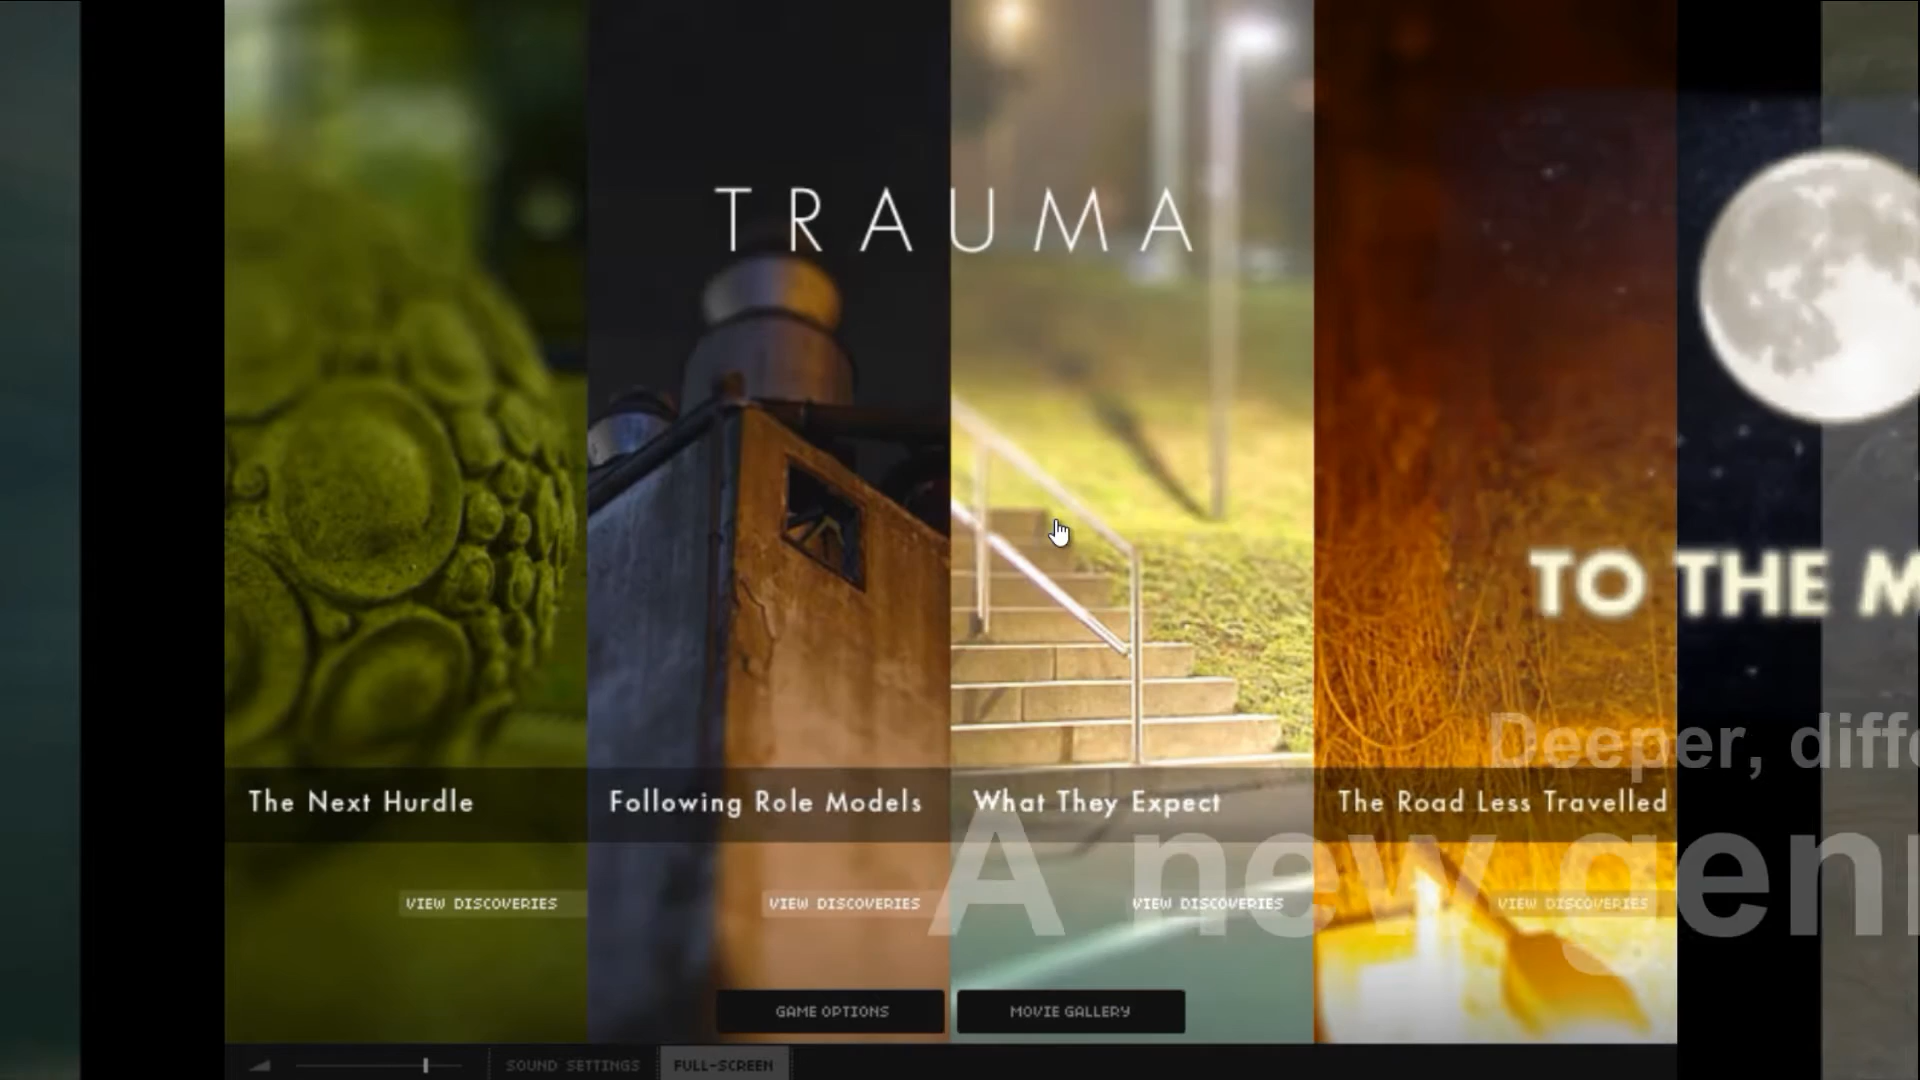 TRAUMA
TO THE M
Deeper, diffe
The Next Hurdle
Following Role Models
What They Expect
The Road Less Travelled
A new gen
VIEW DISCOVERIES
VIEW DISCOVERIES
VIEW DISCOVERIES
VIEW DISCOVERIES
GAME OPTIONS
MOVIE GALLERY
SOUND SETTINGS
FULL-SCREEN